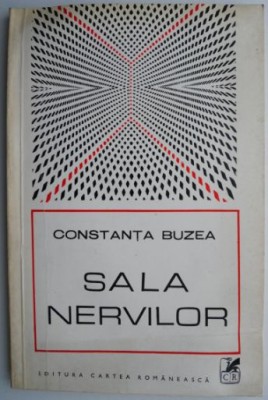 CONSTANȚA BUZEA
SALA
NERVILOR
EDITURA CARTEA ROMÂNEASCĂ
CR